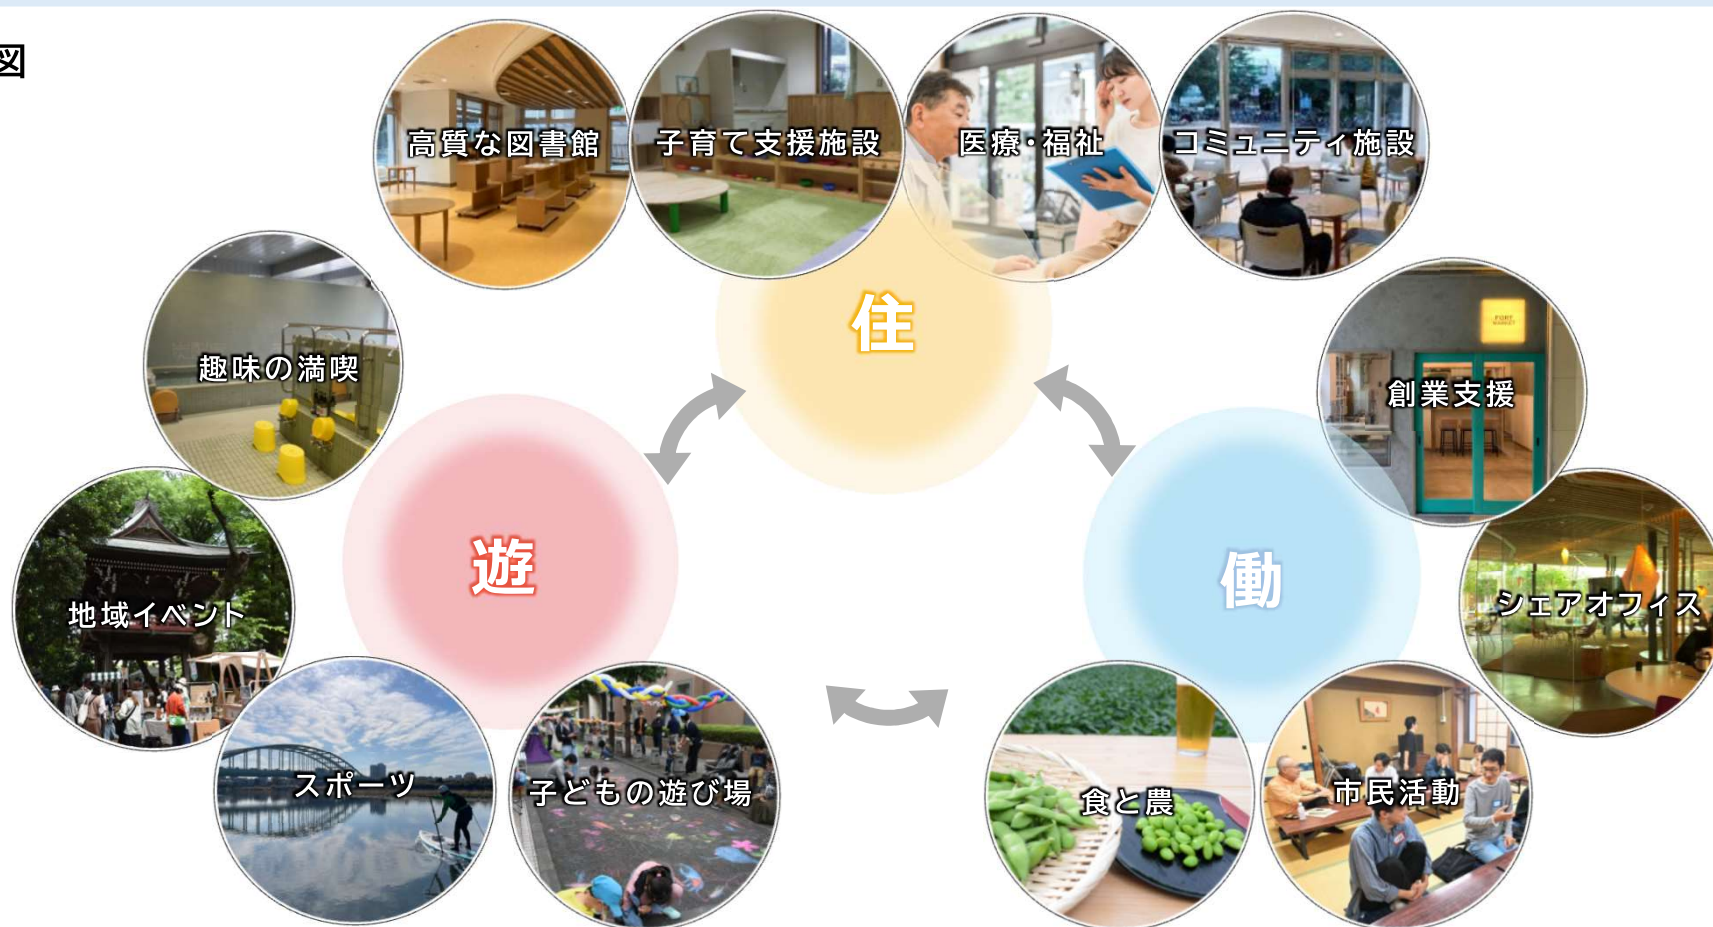 図
高質な図書館
子育て支援施設
医療・福祉
コミュニティ施設
住
趣味の満喫
創業支援
遊
働
地域イベント
シェアオフィス
スポーツ
子どもの遊び場
食と農
市民活動